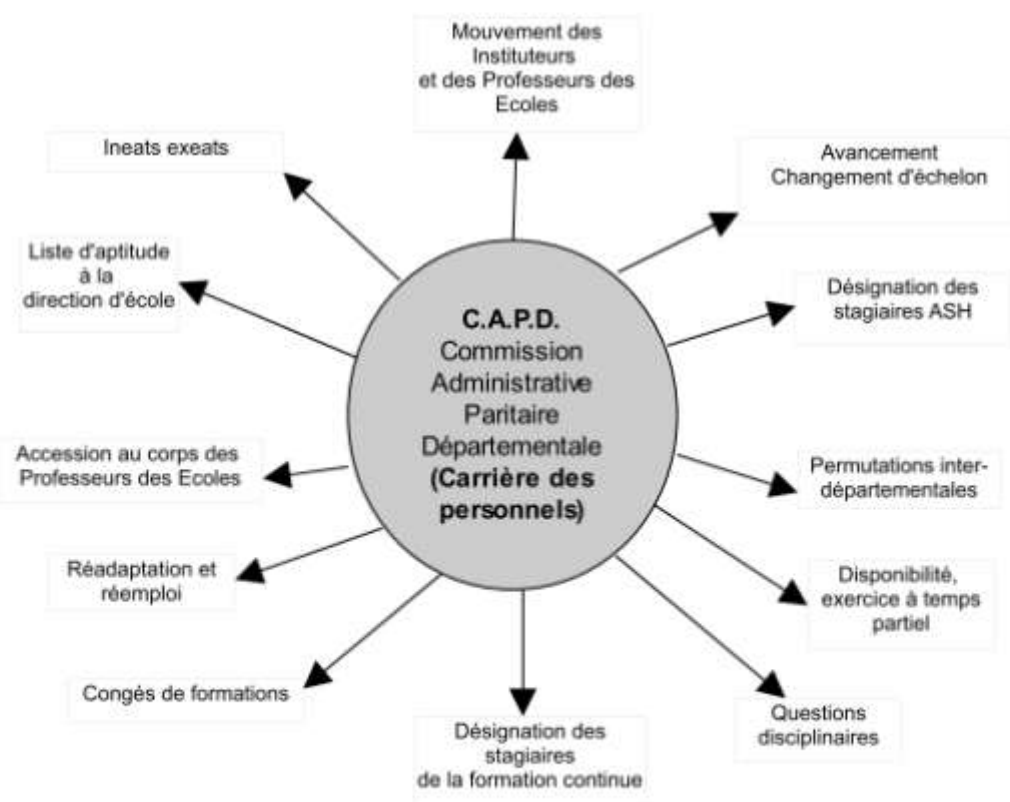 Mouvement des
Instituteurs
et des Professeurs des
Ecoles
Ineats exeats
Avancement
Changement d'échelon
Liste d'aptitude
à la
direction d'école
Désignation des
stagiaires ASH
C.A.P.D.
Commission
Administrative
Paritaire
Départementale
(Carrière des
personnels)
Accession au corps des
Professeurs des Ecoles
Permutations inter-
départementales
Réadaptation et
réemploi
Disponibilité,
exercice à temps
partiel
Congés de formations
Désignation des
stagiaires
de la formation continue
Questions
disciplinaires